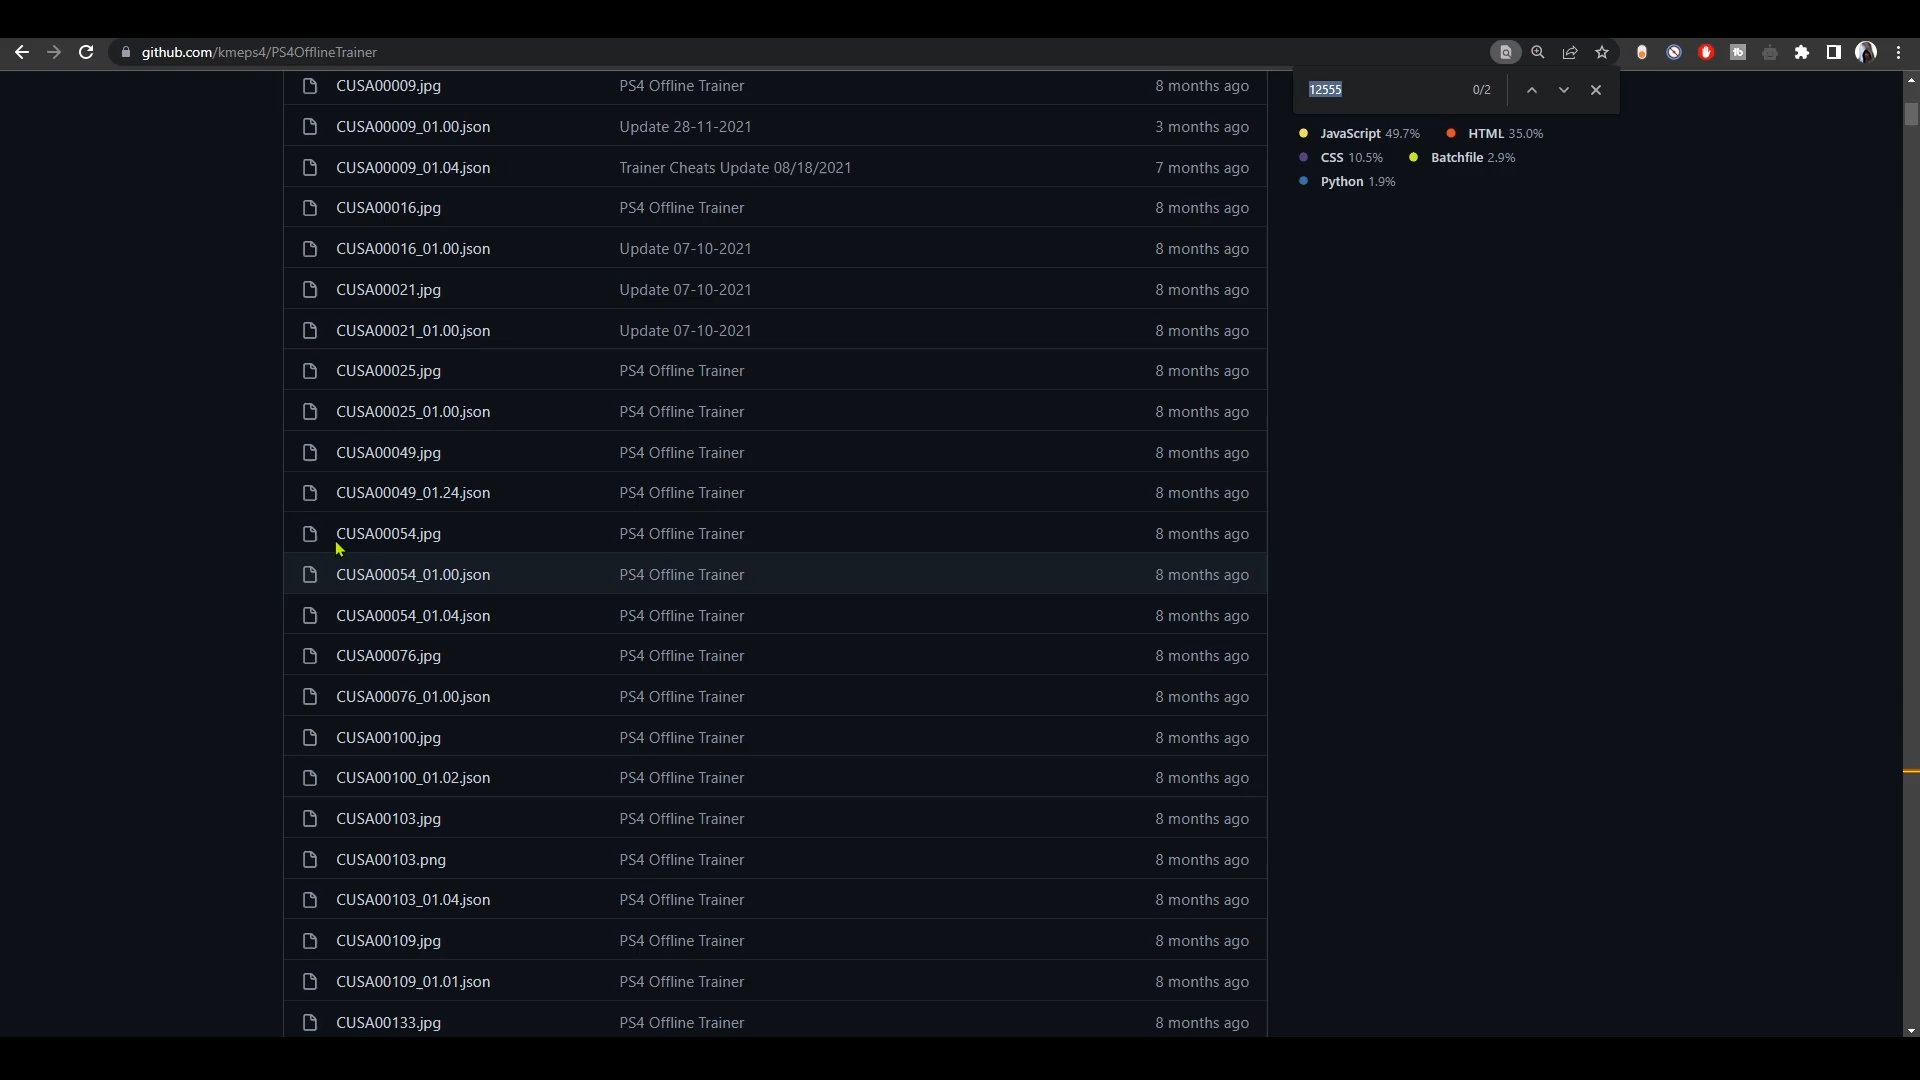 github.com/kmeps4/PS4OfflineTrainer
12555 0/2
CUSA00009.jpg PS4 Offline Trainer 8 months ago
CUSA00009_01.00.json Update 28-11-2021 3 months ago
CUSA00009_01.04.json Trainer Cheats Update 08/18/2021 7 months ago
CUSA00016.jpg PS4 Offline Trainer 8 months ago
CUSA00016_01.00.json Update 07-10-2021 8 months ago
CUSA00021.jpg Update 07-10-2021 8 months ago
CUSA00021_01.00.json Update 07-10-2021 8 months ago
CUSA00025.jpg PS4 Offline Trainer 8 months ago
CUSA00025_01.00.json PS4 Offline Trainer 8 months ago
CUSA00049.jpg PS4 Offline Trainer 8 months ago
CUSA00049_01.24.json PS4 Offline Trainer 8 months ago
CUSA00054.jpg PS4 Offline Trainer 8 months ago
CUSA00054_01.00.json PS4 Offline Trainer 8 months ago
CUSA00054_01.04.json PS4 Offline Trainer 8 months ago
CUSA00076.jpg PS4 Offline Trainer 8 months ago
CUSA00076_01.00.json PS4 Offline Trainer 8 months ago
CUSA00100.jpg PS4 Offline Trainer 8 months ago
CUSA00100_01.02.json PS4 Offline Trainer 8 months ago
CUSA00103.jpg PS4 Offline Trainer 8 months ago
CUSA00103.png PS4 Offline Trainer 8 months ago
CUSA00103_01.04.json PS4 Offline Trainer 8 months ago
CUSA00109.jpg PS4 Offline Trainer 8 months ago
CUSA00109_01.01.json PS4 Offline Trainer 8 months ago
CUSA00133.jpg PS4 Offline Trainer 8 months ago
JavaScript 49.7% HTML 35.0%
CSS 10.5% Batchfile 2.9%
Python 1.9%